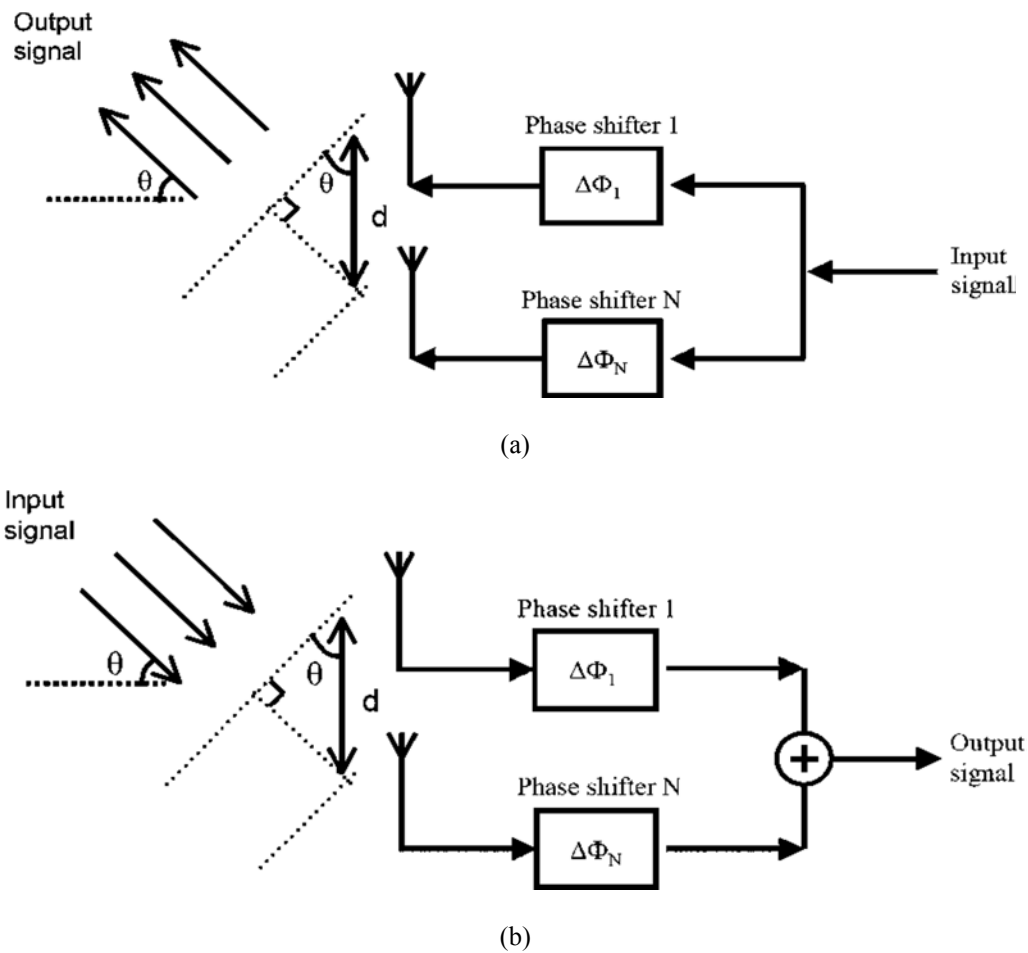 Output
signal
θ
θ
d
Phase shifter 1
ΔΦ1
Phase shifter N
ΔΦN
Input
signal
(a)
Input
signal
θ
θ
d
Phase shifter 1
ΔΦ1
Phase shifter N
ΔΦN
Output
signal
(b)